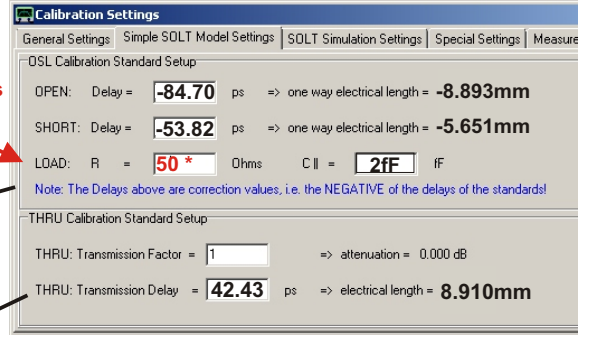 Calibration Settings
General Settings Simple SOLT Model Settings SOLT Simulation Settings Special Settings Measure
OSL Calibration Standard Setup
OPEN: Delay = -84.70 ps => one way electrical length = -8.893mm
s
SHORT: Delay = -53.82 ps => one way electrical length = -5.651mm
LOAD: R = 50 * Ohms C || = 2fF fF
Note: The Delays above are correction values, i.e. the NEGATIVE of the delays of the standards!
THRU Calibration Standard Setup
THRU: Transmission Factor = 1 => attenuation = 0.000 dB
THRU: Transmission Delay = 42.43 ps => electrical length = 8.910mm